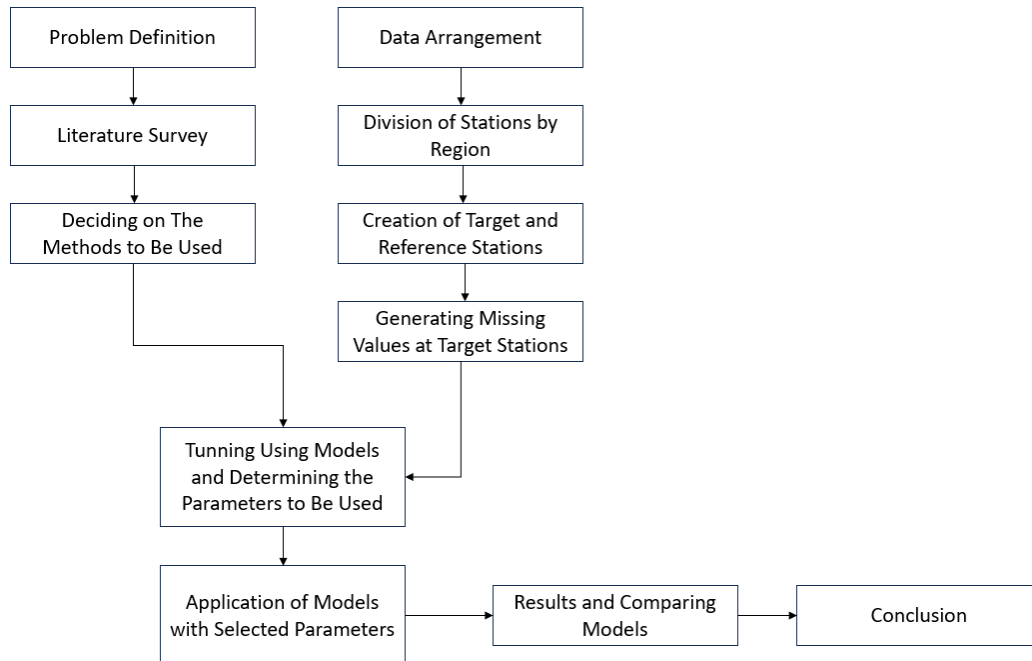 Problem Definition
Data Arrangement
Literature Survey
Division of Stations by
Region
Deciding on The
Methods to Be Used
Creation of Target and
Reference Stations
Generating Missing
Values at Target Stations
Tunning Using Models
and Determining the
Parameters to Be Used
Application of Models
with Selected Parameters
Results and Comparing
Models
Conclusion